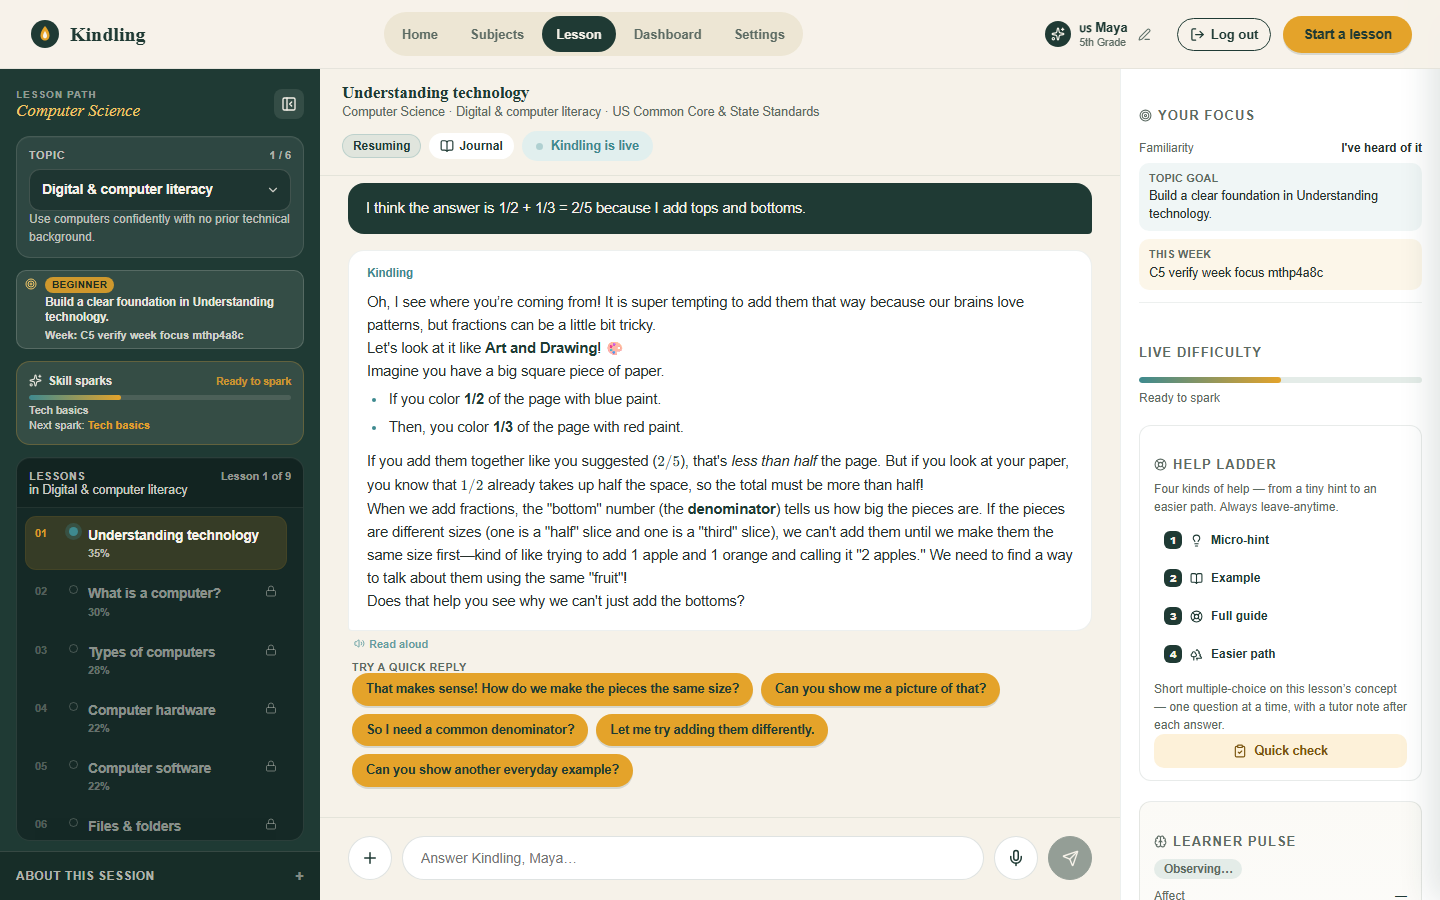 Kindling
Home
Subjects
Lesson
Dashboard
Settings
us Maya
5th Grade
Log out
Start a lesson
LESSON PATH
Computer Science
TOPIC
1 / 6
Digital & computer literacy
Use computers confidently with no prior technical
background.
BEGINNER
Build a clear foundation in Understanding
technology.
Week: C5 verify week focus mthp4a8c
Skill sparks
Ready to spark
Tech basics
Next spark: Tech basics
LESSONS
Lesson 1 of 9
in Digital & computer literacy
01
Understanding technology
35%
02
What is a computer?
30%
03
Types of computers
28%
04
Computer hardware
22%
05
Computer software
22%
06
Files & folders
ABOUT THIS SESSION
+
Understanding technology
Computer Science · Digital & computer literacy · US Common Core & State Standards
Resuming
Journal
Kindling is live
I think the answer is 1/2 + 1/3 = 2/5 because I add tops and bottoms.
Kindling
Oh, I see where you're coming from! It is super tempting to add them that way because our brains love
patterns, but fractions can be a little bit tricky.
Let's look at it like Art and Drawing! 🎨
Imagine you have a big square piece of paper.
• If you color 1/2 of the page with blue paint.
• Then, you color 1/3 of the page with red paint.
If you add them together like you suggested (2/5), that's less than half the page. But if you look at your paper,
you know that 1/2 already takes up half the space, so the total must be more than half!
When we add fractions, the "bottom" number (the denominator) tells us how big the pieces are. If the pieces
are different sizes (one is a "half" slice and one is a "third" slice), we can't add them until we make them the
same size first—kind of like trying to add 1 apple and 1 orange and calling it "2 apples." We need to find a way
to talk about them using the same "fruit"!
Does that help you see why we can't just add the bottoms?
Read aloud
TRY A QUICK REPLY
That makes sense! How do we make the pieces the same size?
Can you show me a picture of that?
So I need a common denominator?
Let me try adding them differently.
Can you show another everyday example?
Answer Kindling, Maya…
YOUR FOCUS
Familiarity
I've heard of it
TOPIC GOAL
Build a clear foundation in Understanding
technology.
THIS WEEK
C5 verify week focus mthp4a8c
LIVE DIFFICULTY
Ready to spark
HELP LADDER
Four kinds of help — from a tiny hint to an
easier path. Always leave-anytime.
1 Micro-hint
2 Example
3 Full guide
4 Easier path
Short multiple-choice on this lesson's concept
— one question at a time, with a tutor note after
each answer.
Quick check
LEARNER PULSE
Observing…
Affect
—